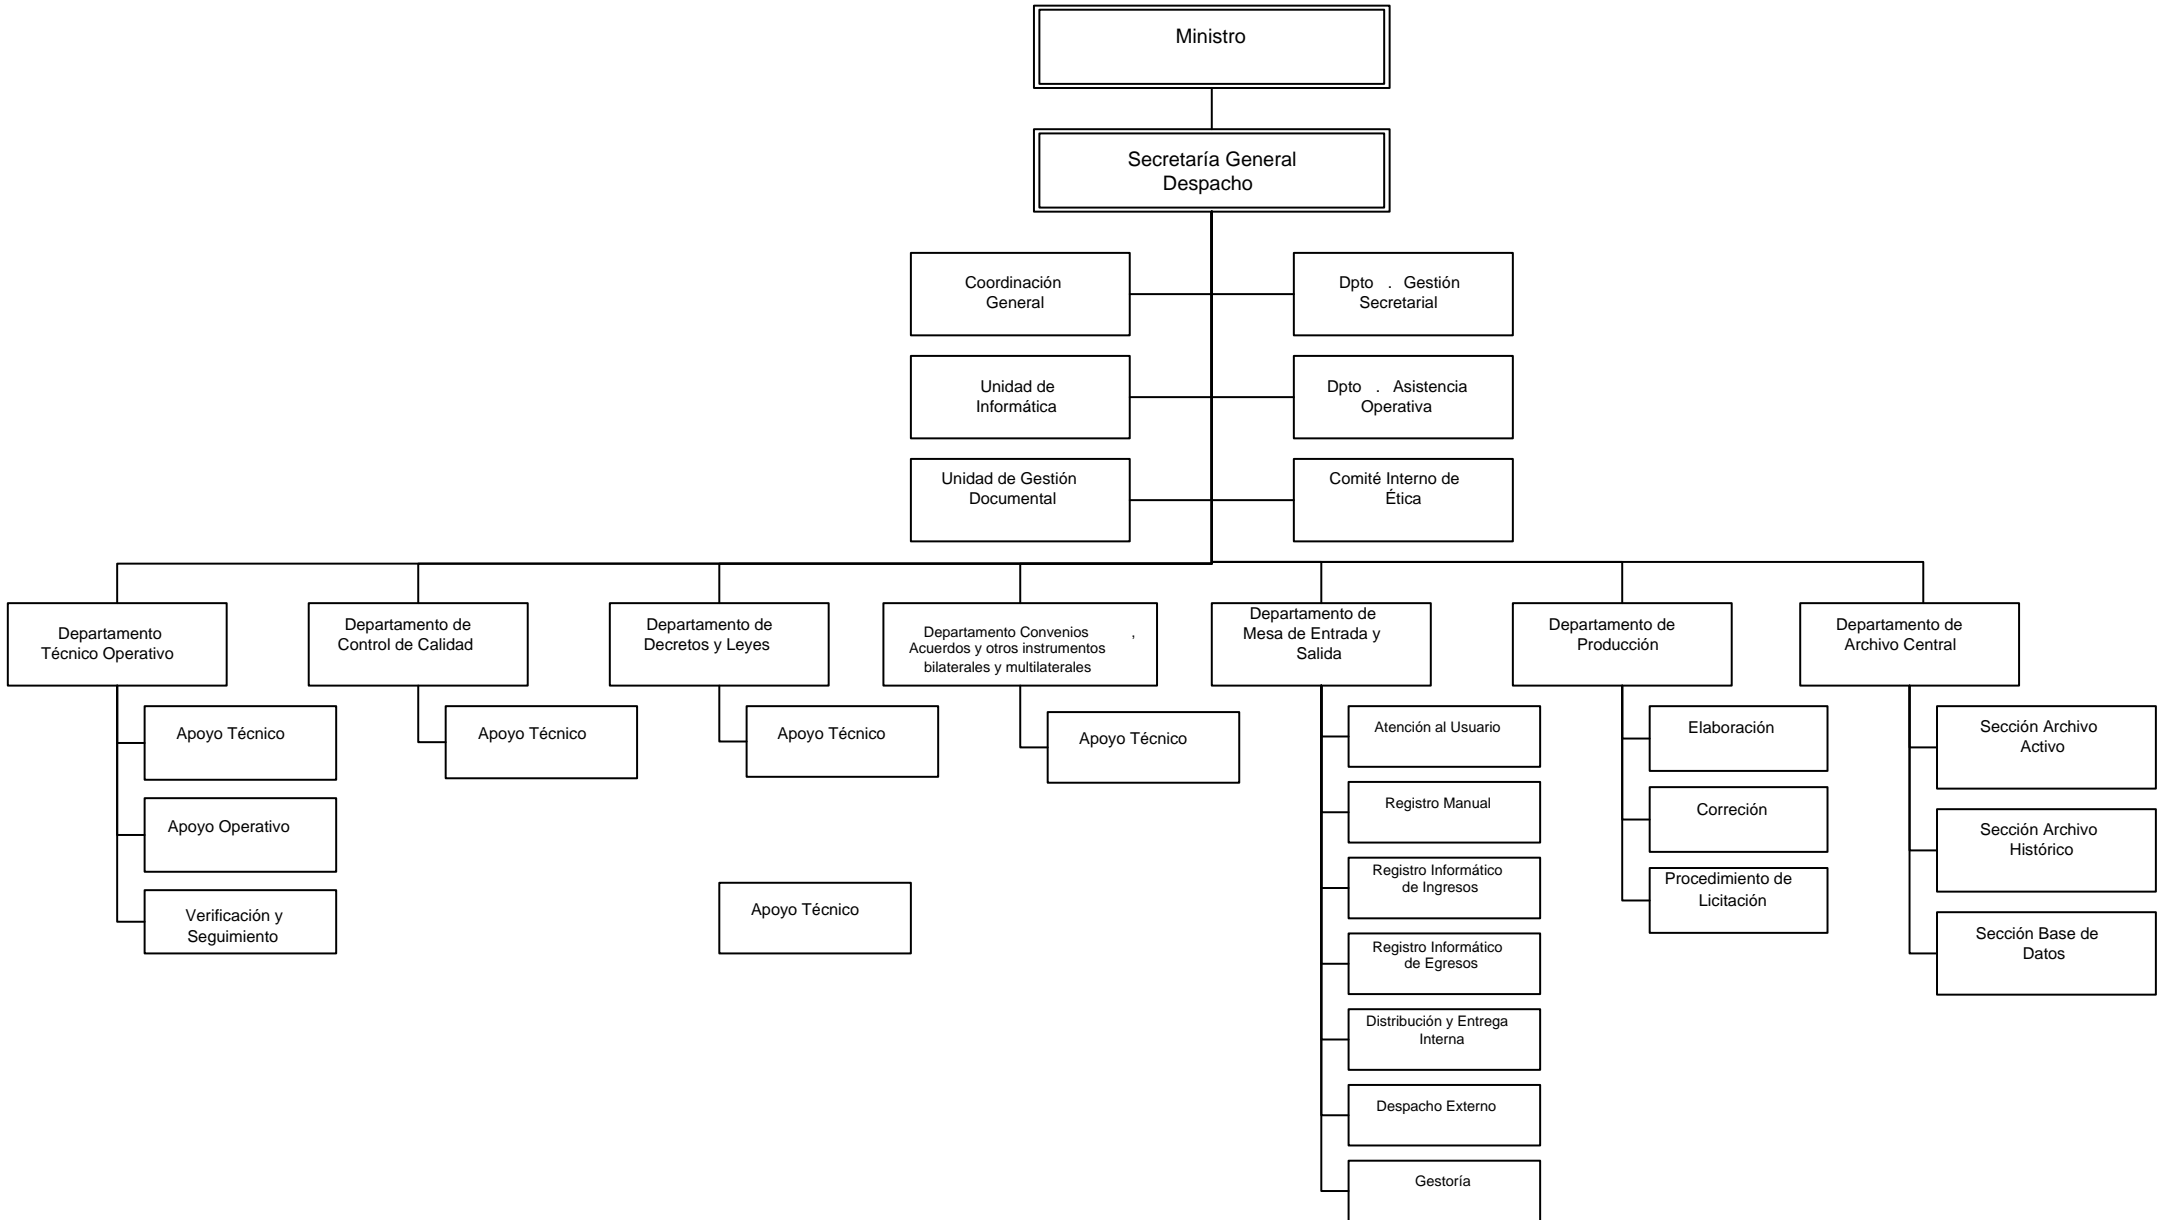 Ministro
Secretaría General
Despacho
Coordinación
General
Dpto . Gestión
Secretarial
Unidad de
Informática
Dpto . Asistencia
Operativa
Unidad de Gestión
Documental
Comité Interno de
Ética
Departamento
Técnico Operativo
Departamento de
Control de Calidad
Departamento de
Decretos y Leyes
Departamento Convenios ,
Acuerdos y otros instrumentos
bilaterales y multilaterales
Departamento de
Mesa de Entrada y
Salida
Departamento de
Producción
Departamento de
Archivo Central
Apoyo Técnico
Apoyo Operativo
Verificación y
Seguimiento
Apoyo Técnico
Apoyo Técnico
Apoyo Técnico
Apoyo Técnico
Atención al Usuario
Registro Manual
Registro Informático
de Ingresos
Registro Informático
de Egresos
Distribución y Entrega
Interna
Despacho Externo
Gestoría
Elaboración
Correción
Procedimiento de
Licitación
Sección Archivo
Activo
Sección Archivo
Histórico
Sección Base de
Datos